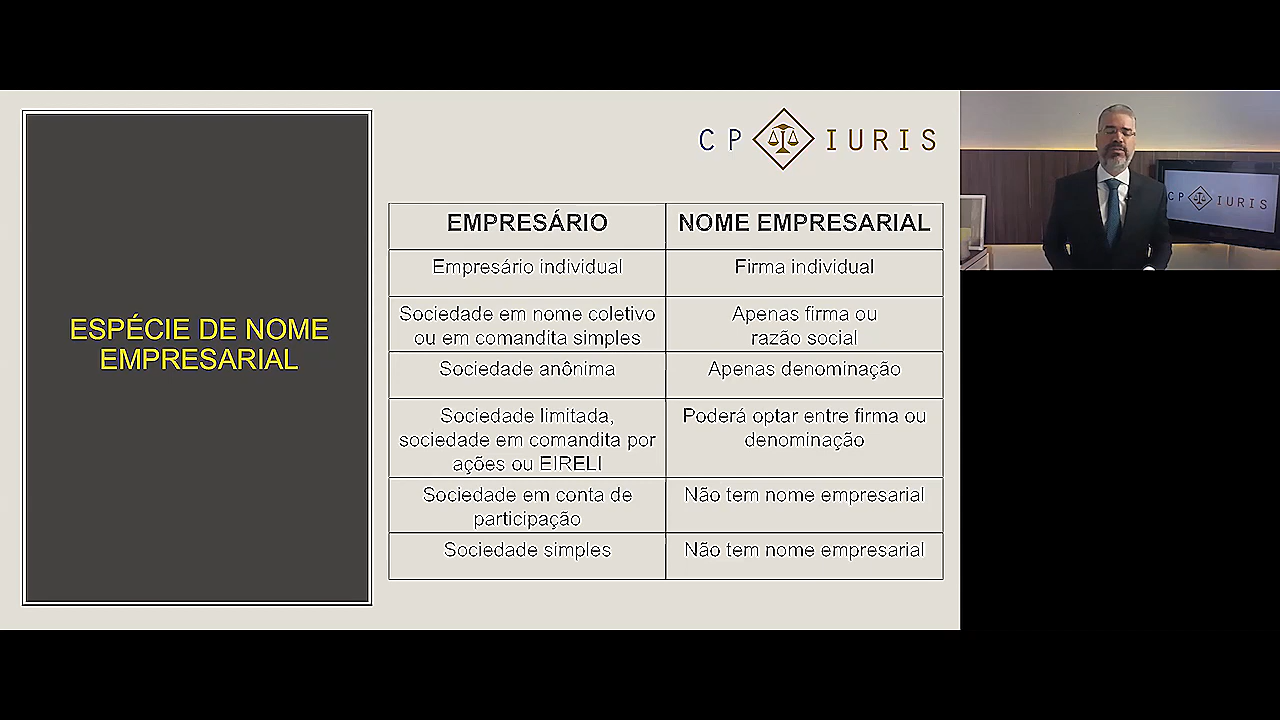 ESPÉCIE DE NOME
EMPRESARIAL
CP IURIS
EMPRESÁRIO NOME EMPRESARIAL
Empresário individual Firma individual
Sociedade em nome coletivo Apenas firma ou
ou em comandita simples razão social
Sociedade anônima Apenas denominação
Sociedade limitada, Poderá optar entre firma ou
sociedade em comandita por denominação
ações ou EIRELI
Sociedade em conta de Não tem nome empresarial
participação
Sociedade simples Não tem nome empresarial
CP IURIS